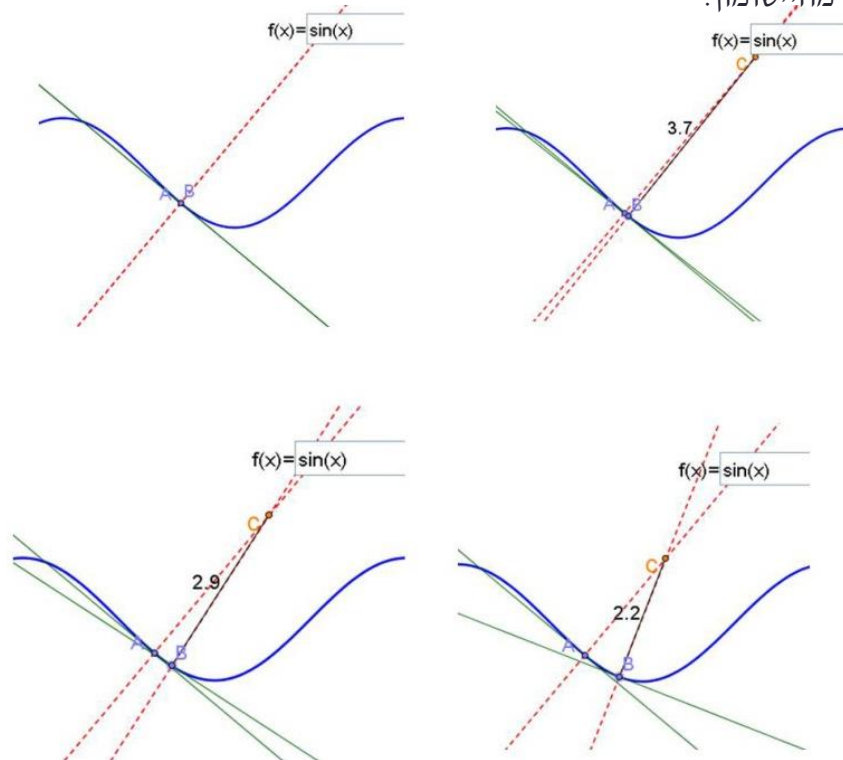 f(x)= sin(x)
A B
f(x)= sin(x)
C
3.7
A B
f(x)= sin(x)
C
2.9
A
B
f(x)= sin(x)
C
2.2
A
B